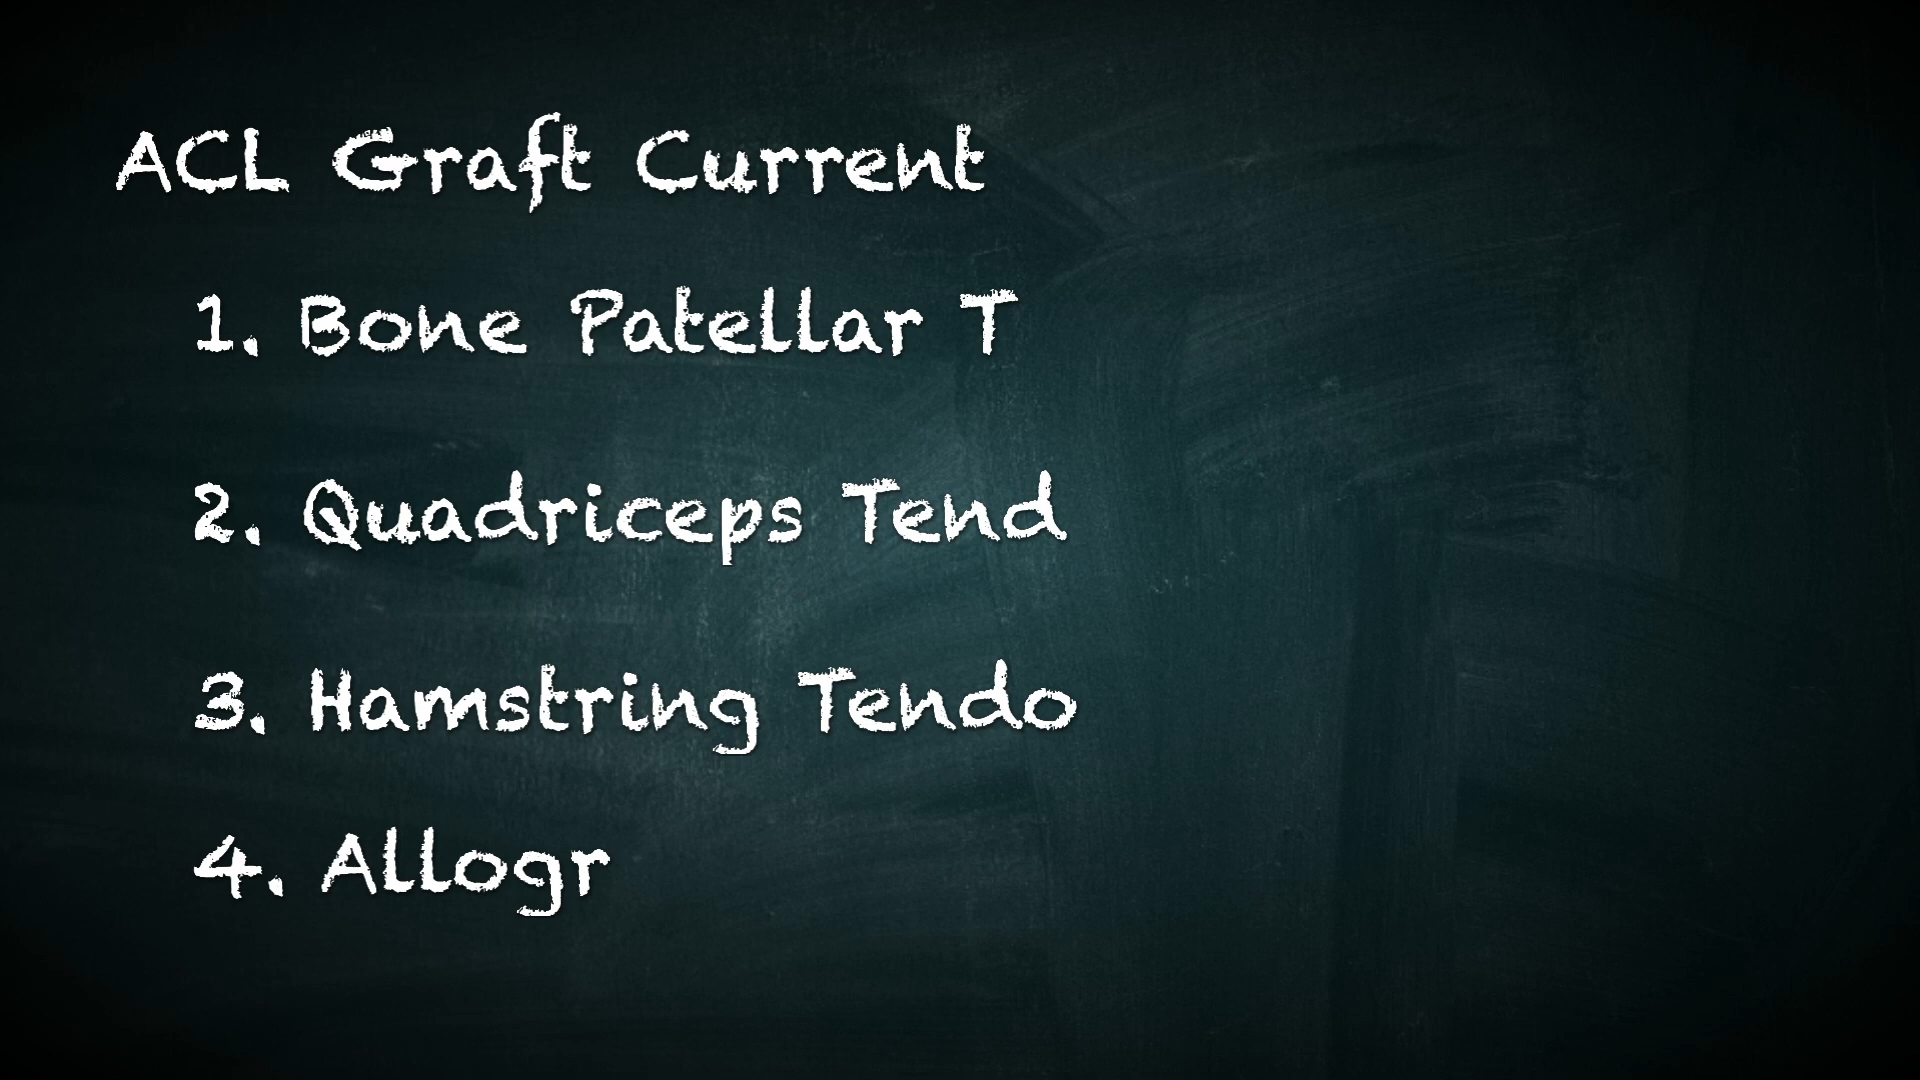 ACL Graft Current
1. Bone Patellar T
2. Quadriceps Tend
3. Hamstring Tendo
4. Allogr